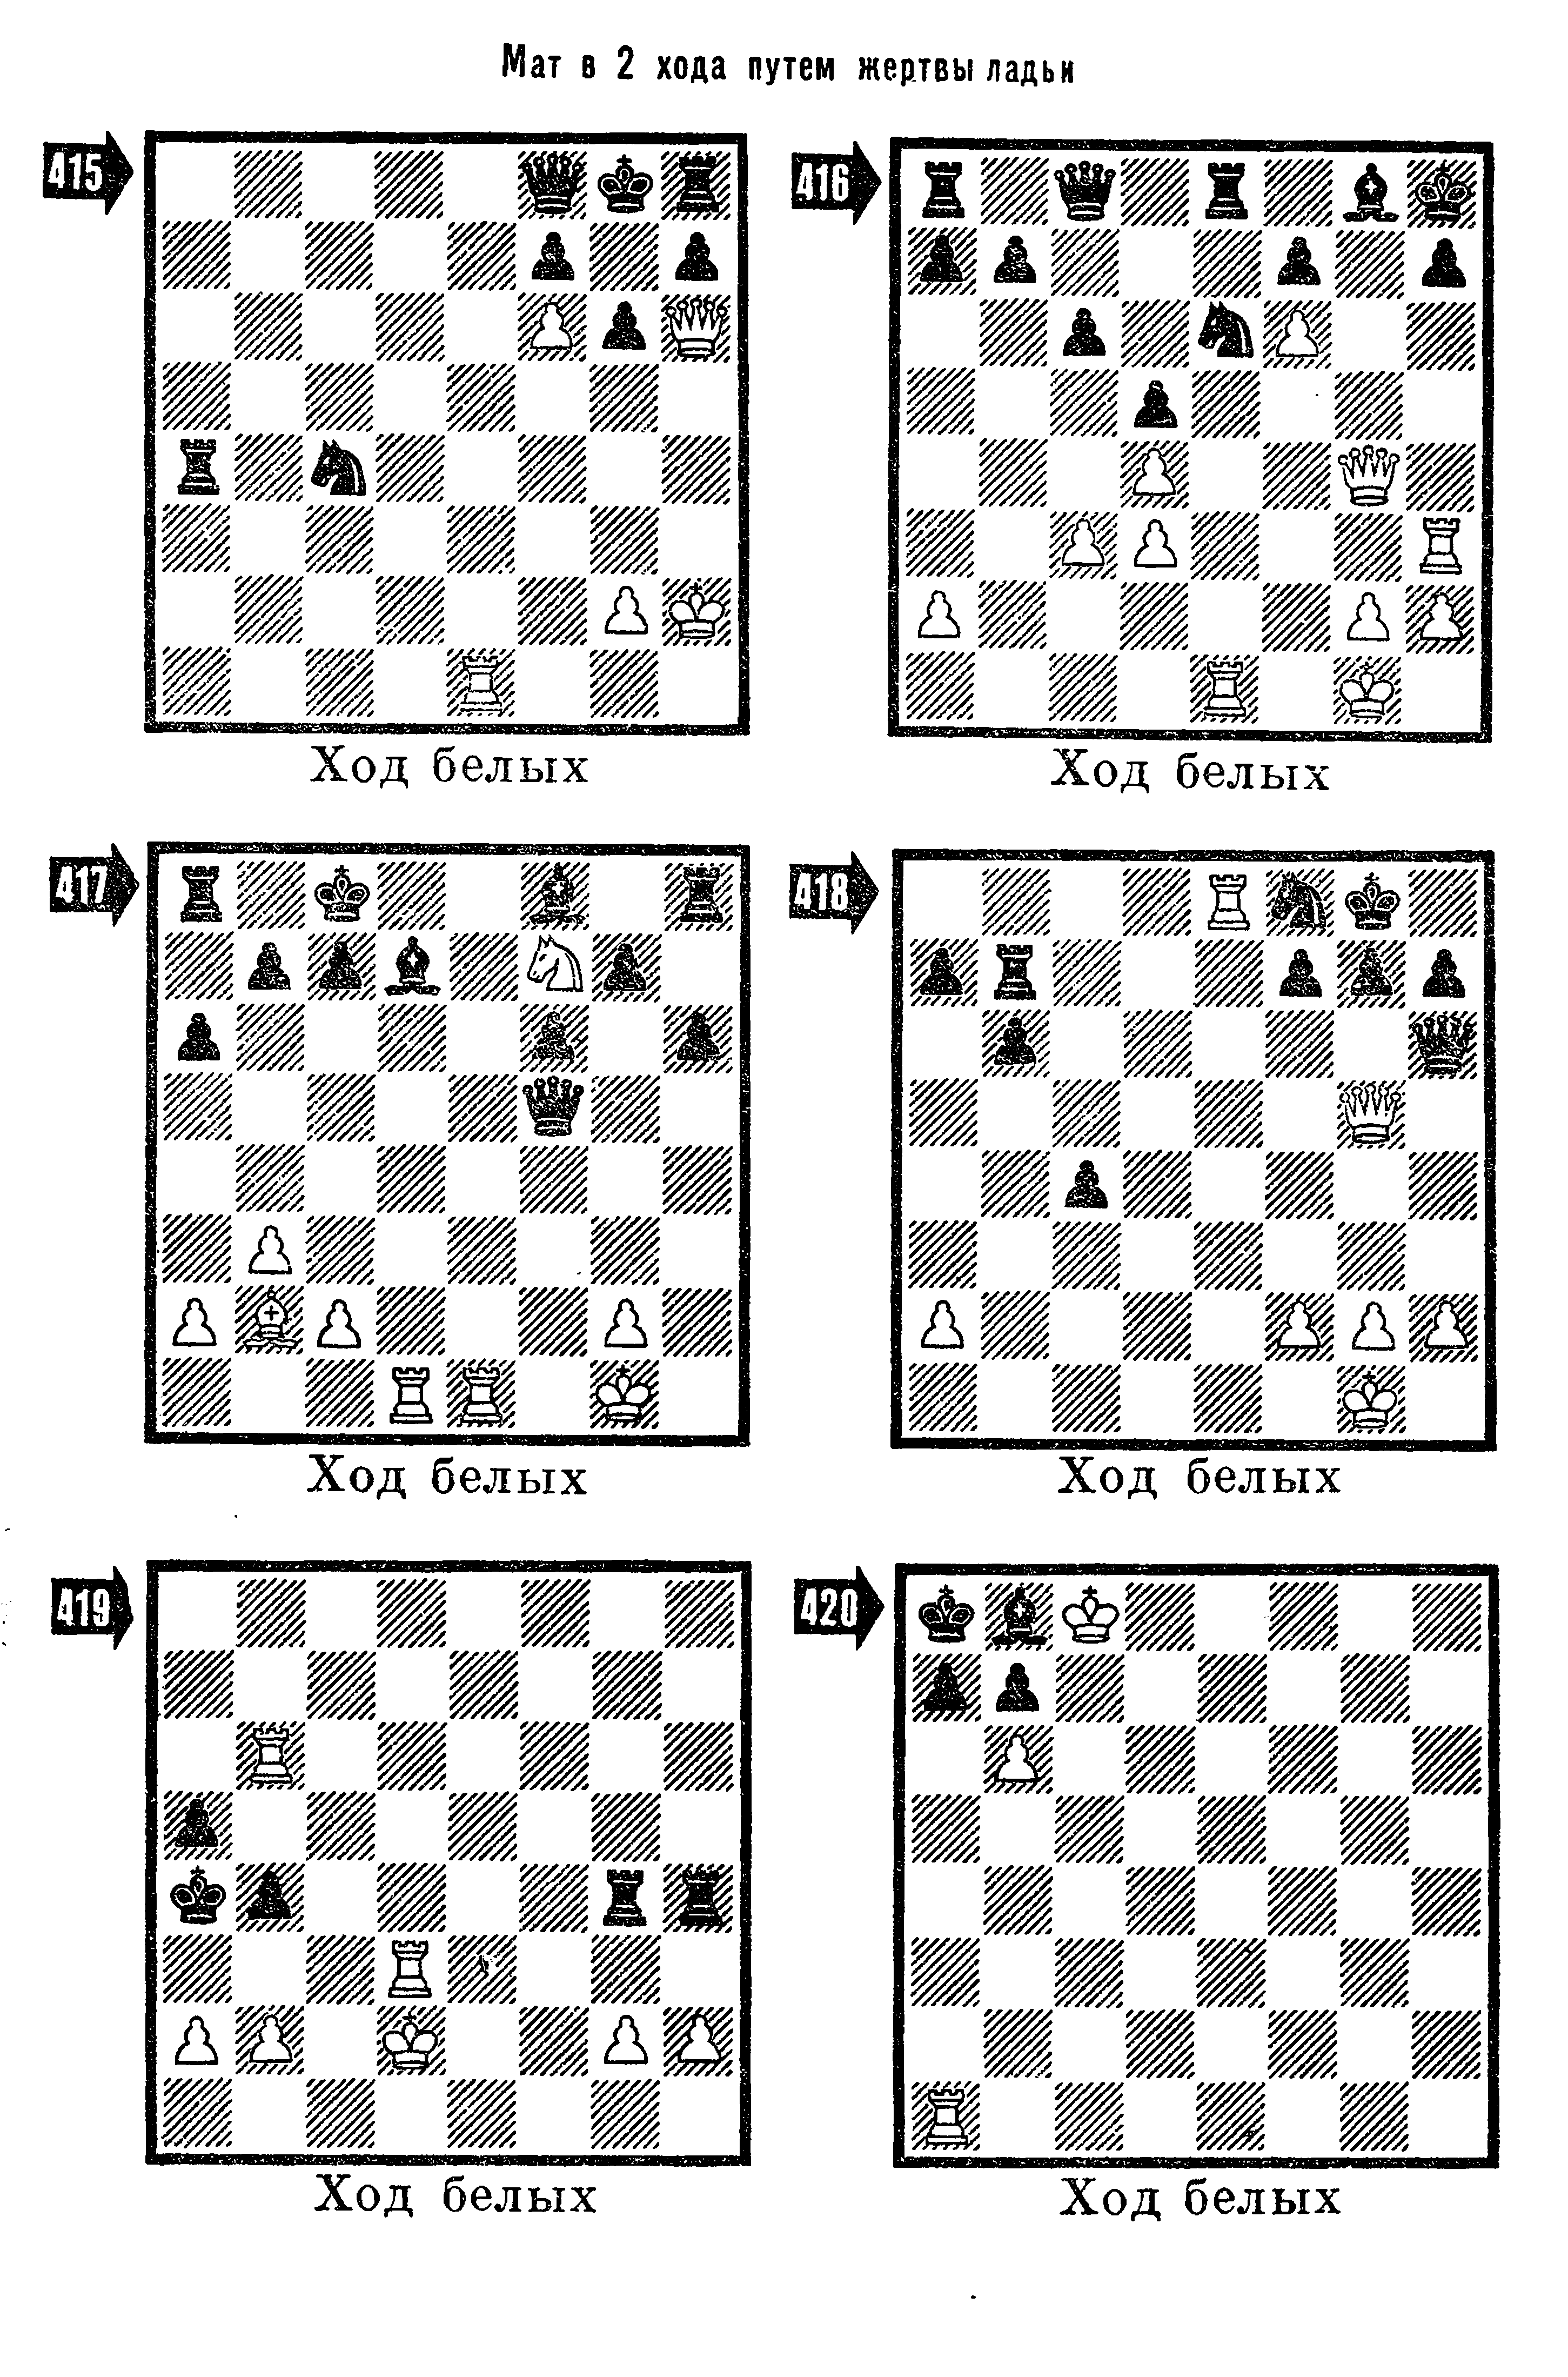 Мат в 2 хода путем жертвы ладьи
415
416
Ход белых
Ход белых
417
418
Ход белых
Ход белых
419
420
Ход белых
Ход белых